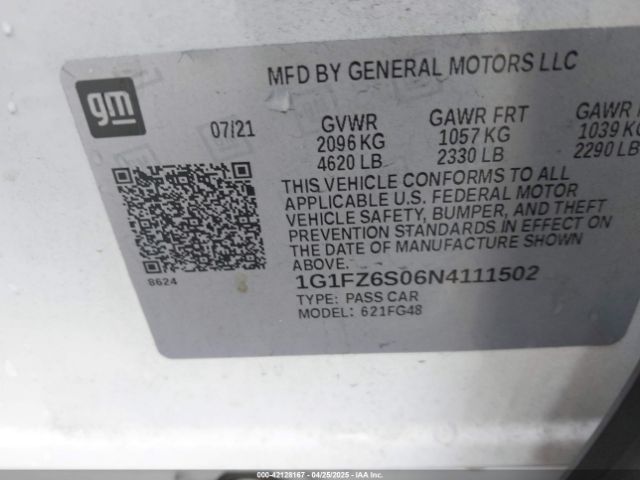 MFD BY GENERAL MOTORS LLC
gm
07/21 GVWR GAWR FRT GAWR
2096 KG 1057 KG 1039 KG
4620 LB 2330 LB 2290 LB
THIS VEHICLE CONFORMS TO ALL
APPLICABLE U.S. FEDERAL MOTOR
VEHICLE SAFETY, BUMPER, AND THEFT
PREVENTION STANDARDS IN EFFECT ON
THE DATE OF MANUFACTURE SHOWN ABOVE.
8624
1G1FZ6S06N4111502
TYPE: PASS CAR
MODEL: 621FG48
© - 42128167 - 04/25/2025 - IAA Inc.